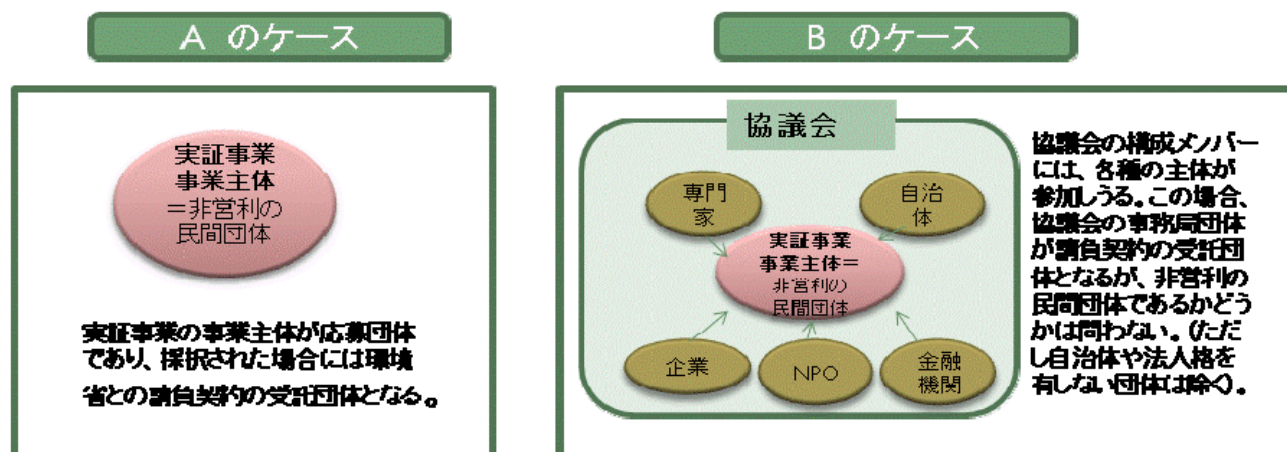 A のケース
実証事業
事業主体
＝非営利の
民間団体
実証事業の事業主体が応募団体
であり、採択された場合には環境
省との請負契約の受託団体となる。
B のケース
協議会
専門
家
自治
体
実証事業
事業主体＝
非営利の
民間団体
企業
NPO
金融
機関
協議会の構成メンバー
には、各種の主体が
参加しうる。この場合、
協議会の事務局団体
が請負契約の受託団
体となるが、非営利の
民間団体であるかどう
かは問わない。(ただ
し自治体や法人格を
有しない団体は除く)。